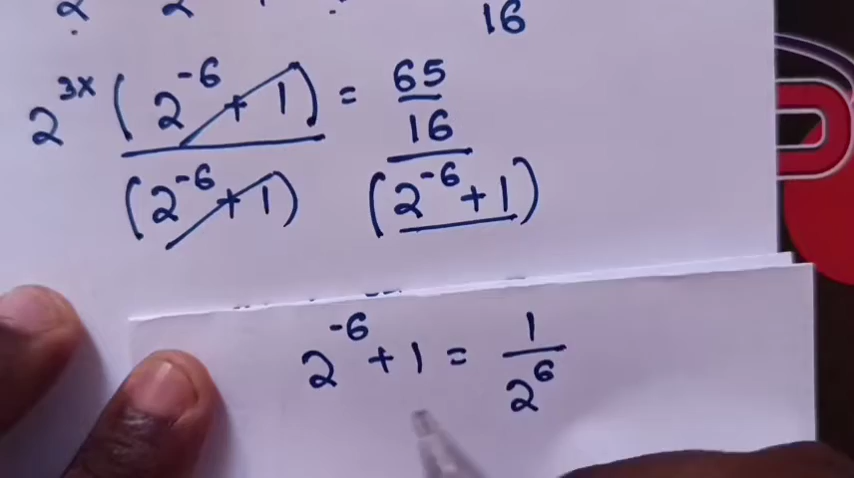 16
2^{3x} (2^{-6} + 1) / (2^{-6} + 1) = 65/16 / (2^{-6} + 1)
2^{-6} + 1 = 1/2^6